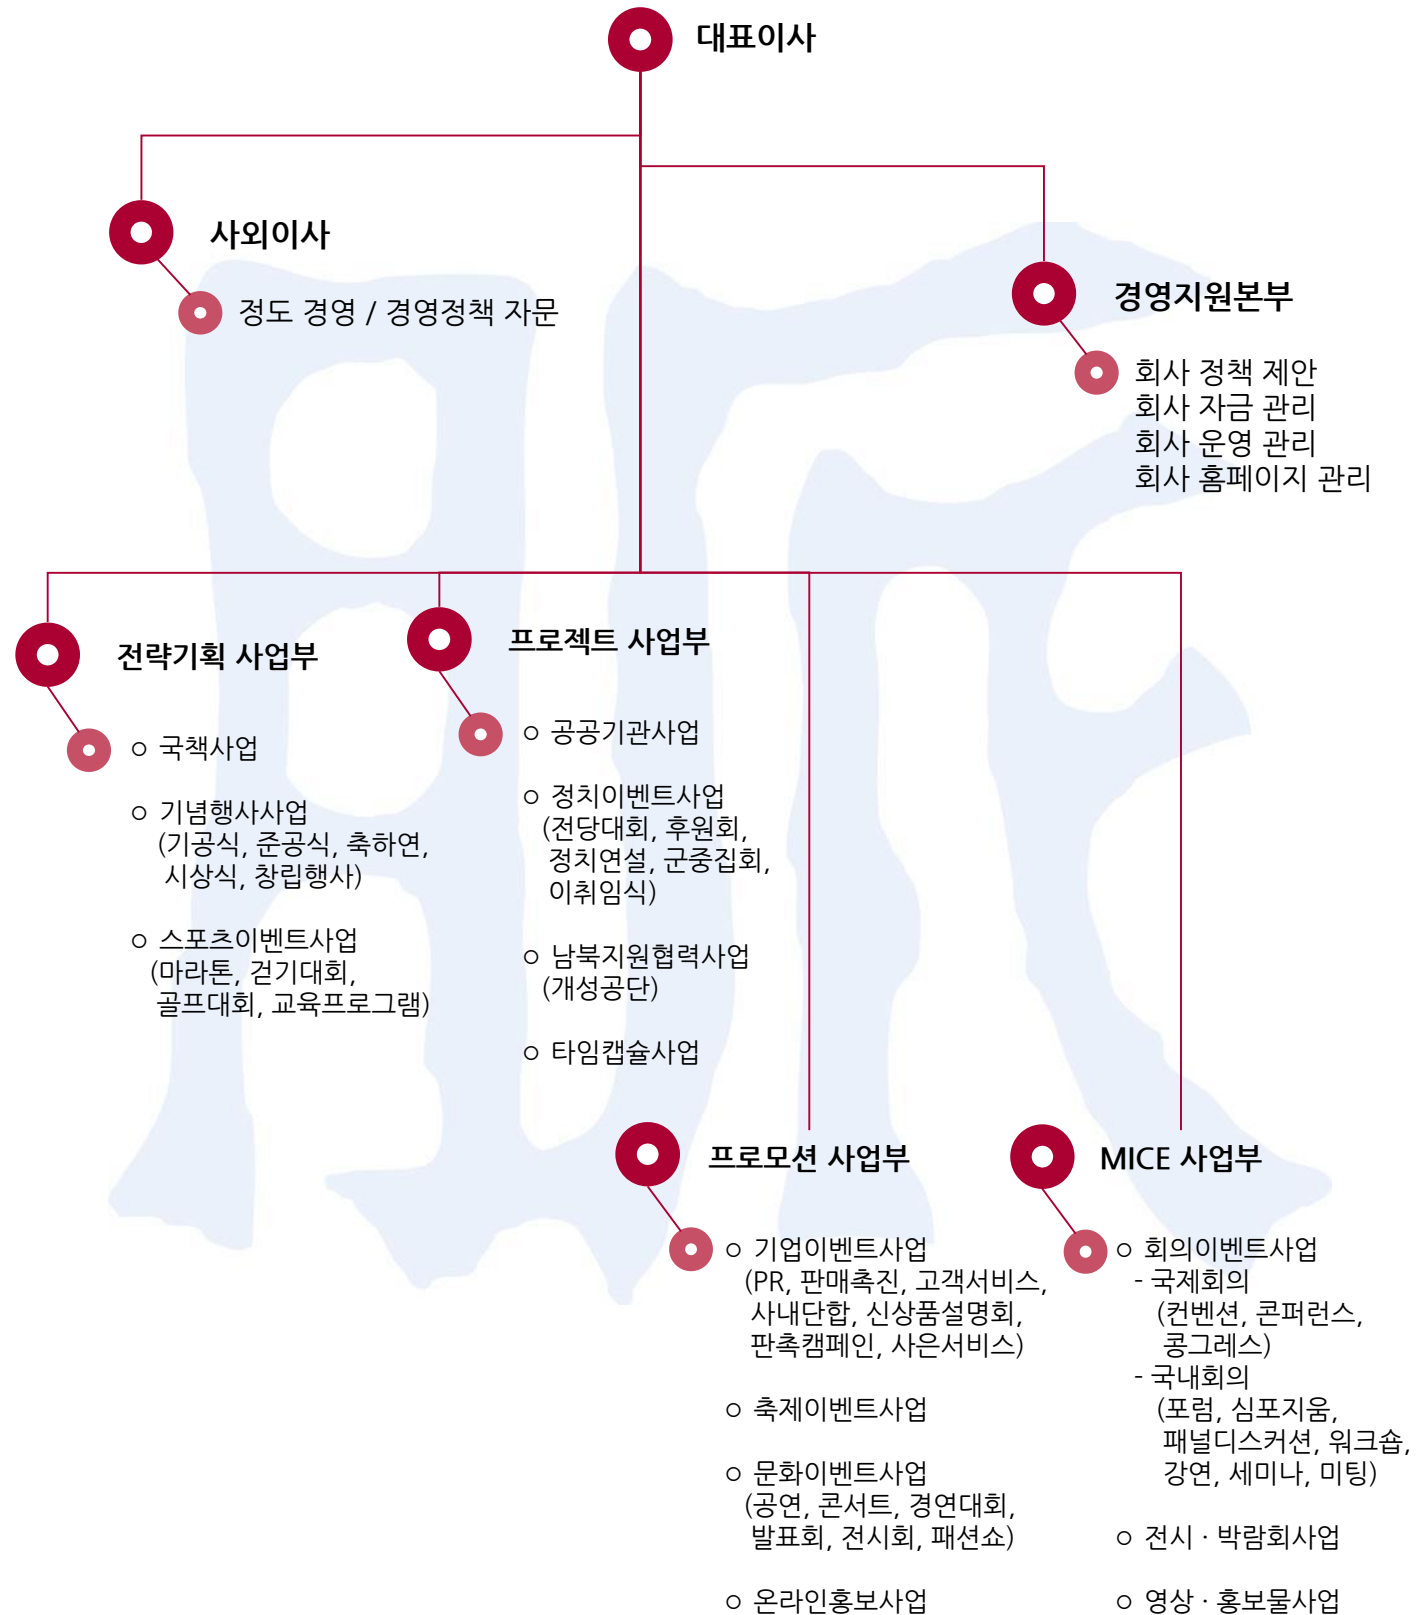 대표이사
사외이사
정도 경영 / 경영정책 자문
경영지원본부
회사 정책 제안
회사 자금 관리
회사 운영 관리
회사 홈페이지 관리
전략기획 사업부
○ 국책사업
○ 기념행사사업
(기공식, 준공식, 축하연,
시상식, 창립행사)
○ 스포츠이벤트사업
(마라톤, 걷기대회,
골프대회, 교육프로그램)
프로젝트 사업부
○ 공공기관사업
○ 정치이벤트사업
(전당대회, 후원회,
정치연설, 군중집회,
이취임식)
○ 남북지원협력사업
(개성공단)
○ 타임캡슐사업
프로모션 사업부
○ 기업이벤트사업
(PR, 판매촉진, 고객서비스,
사내단합, 신상품설명회,
판촉캠페인, 사은서비스)
○ 축제이벤트사업
○ 문화이벤트사업
(공연, 콘서트, 경연대회,
발표회, 전시회, 패션쇼)
○ 온라인홍보사업
MICE 사업부
○ 회의이벤트사업
- 국제회의
(컨벤션, 콘퍼런스,
콩그레스)
- 국내회의
(포럼, 심포지움,
패널디스커션, 워크숍,
강연, 세미나, 미팅)
○ 전시 · 박람회사업
○ 영상 · 홍보물사업